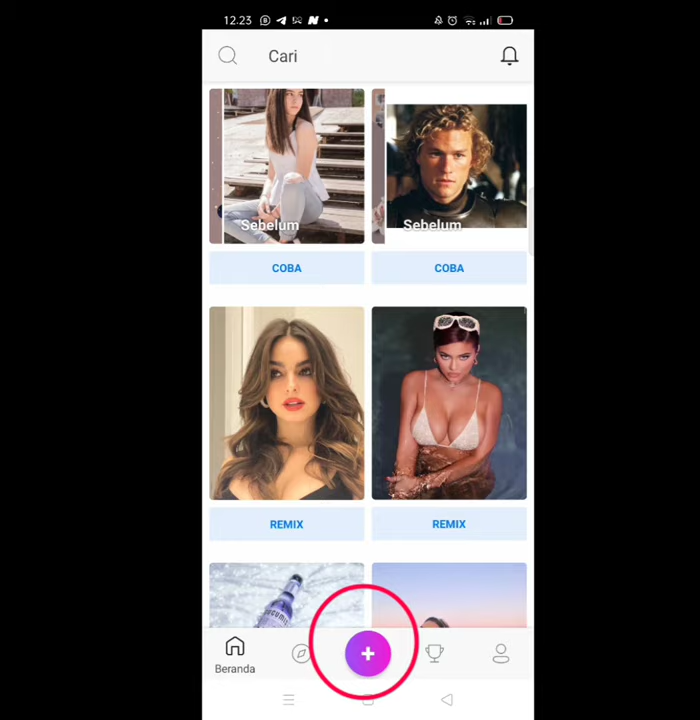 12.23
Cari
Sebelum
Sebelum
COBA
COBA
REMIX
REMIX
Beranda